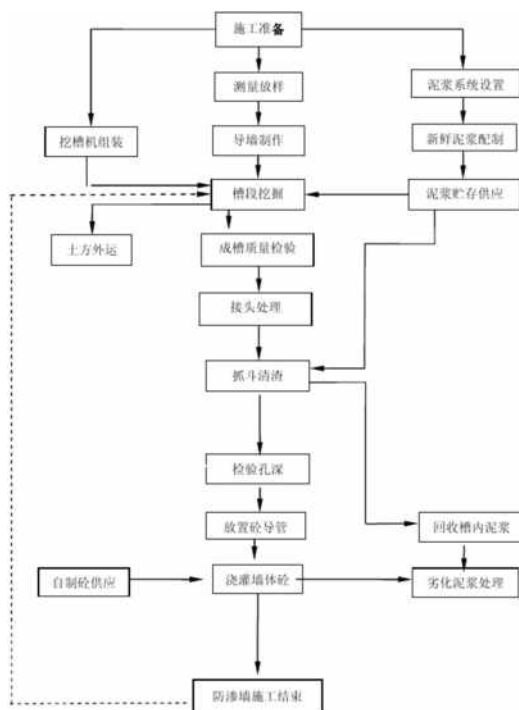 施工准备
测量放样
泥浆系统设置
挖槽机组装
导墙制作
新鲜泥浆配制
槽段挖掘
泥浆贮存供应
土方外运
成槽质量检验
接头处理
抓斗清渣
检验孔深
放置砼导管
回收槽内泥浆
自制砼供应
浇灌墙体砼
劣化泥浆处理
防渗墙施工结束